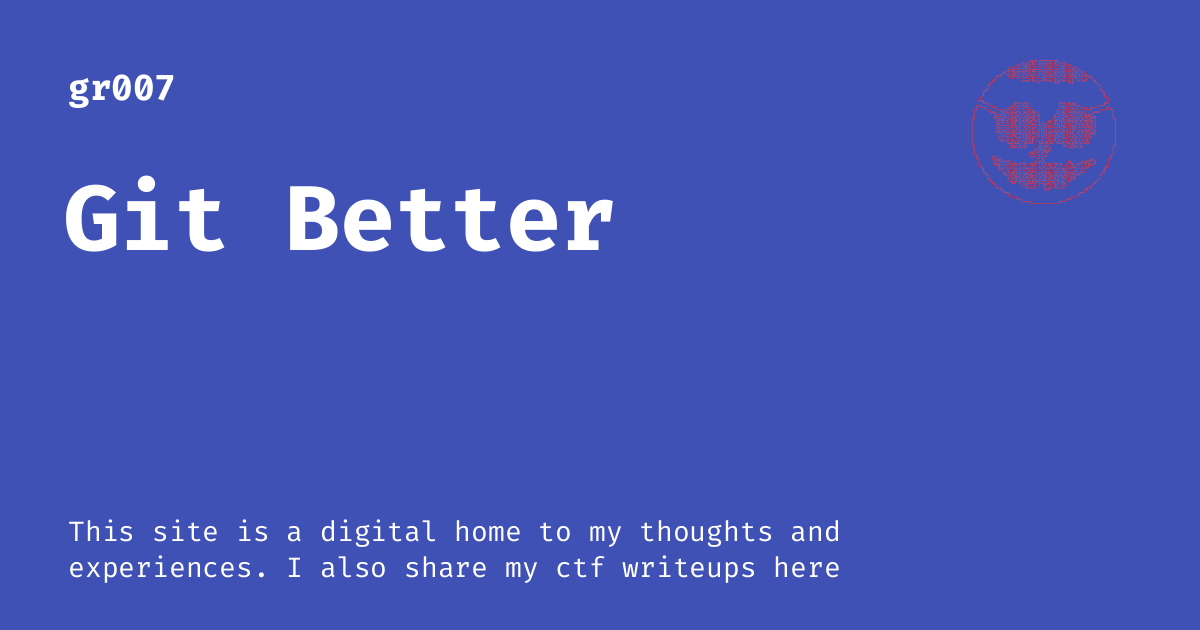 gr007
Git Better
This site is a digital home to my thoughts and
experiences. I also share my ctf writeups here